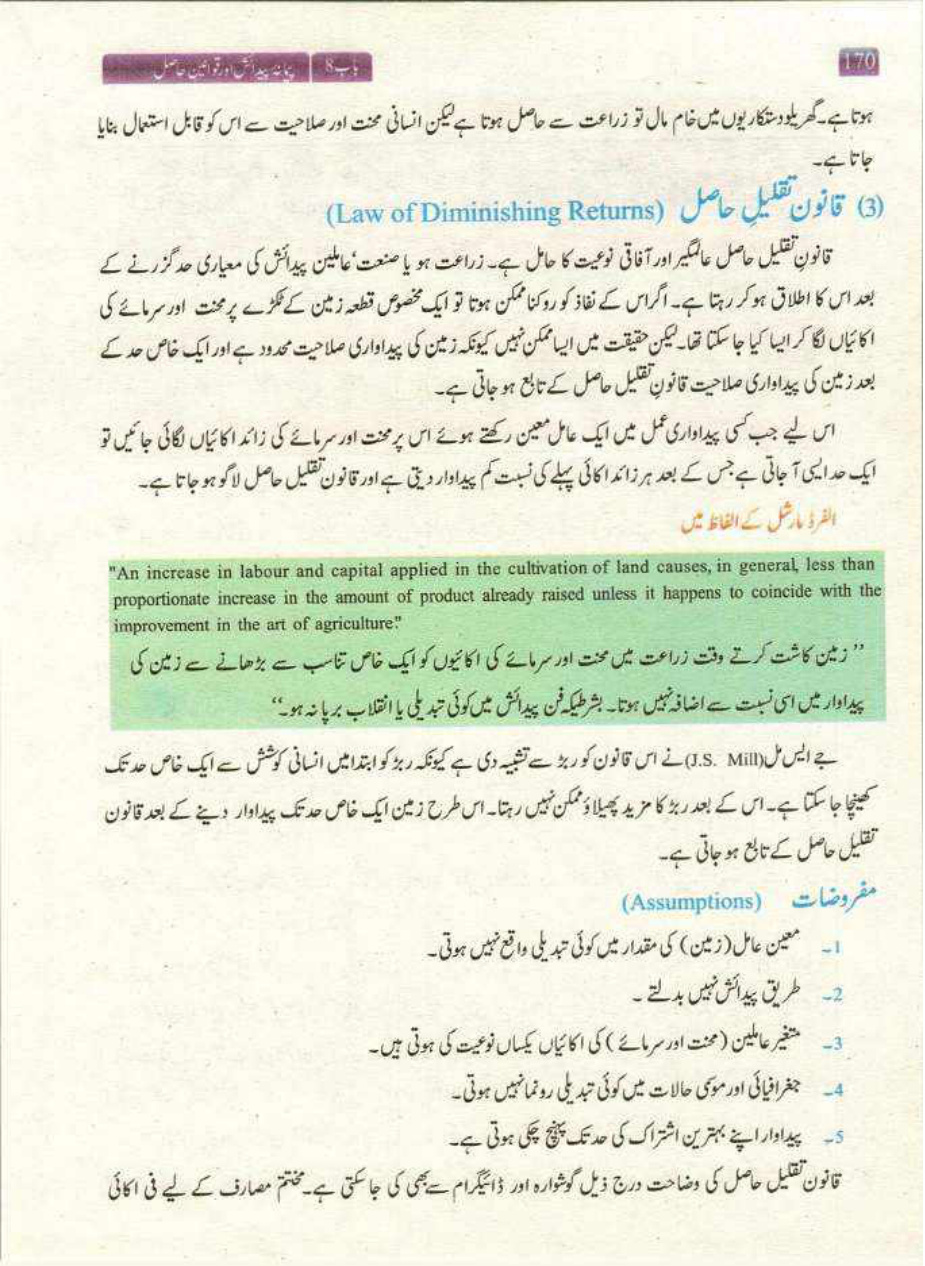 170
باب8 پیمانہ پیدائش اور قوانین حاصل
ہوتا ہے۔ گھریلو دستکاریوں میں خام مال تو زراعت سے حاصل ہوتا ہے لیکن انسانی محنت اور صلاحیت سے اس کو قابل استعمال بنایا
جاتا ہے۔
(3) قانون تقلیلِ حاصل (Law of Diminishing Returns)
قانونِ تقلیل حاصل عالمگیر اور آفاقی نوعیت کا حامل ہے۔ زراعت ہو یا صنعت‘ عاملین پیدائش کی معیاری حد گزرنے کے
بعد اس کا اطلاق ہو کر رہتا ہے۔ اگر اس کے نفاذ کو روکنا ممکن ہوتا تو ایک مخصوص قطعہ زمین کے ٹکڑے پر محنت اور سرمائے کی
اکائیاں لگا کر ایسا کیا جا سکتا تھا۔ لیکن حقیقت میں ایسا ممکن نہیں کیونکہ زمین کی پیداواری صلاحیت محدود ہے اور ایک خاص حد کے
بعد زمین کی پیداواری صلاحیت قانونِ تقلیل حاصل کے تابع ہو جاتی ہے۔
اس لیے جب کسی پیداواری عمل میں ایک عامل معین رکھتے ہوئے اس پر محنت اور سرمائے کی زائد اکائیاں لگائی جائیں تو
ایک حد ایسی آ جاتی ہے جس کے بعد ہر زائد اکائی پہلے کی نسبت کم پیداوار دیتی ہے اور قانون تقلیل حاصل لاگو ہو جاتا ہے۔
الفرڈ مارشل کے الفاظ میں
"An increase in labour and capital applied in the cultivation of land causes, in general, less than
proportionate increase in the amount of product already raised unless it happens to coincide with the
improvement in the art of agriculture."
’’ زمین کاشت کرتے وقت زراعت میں محنت اور سرمائے کی اکائیوں کو ایک خاص تناسب سے بڑھانے سے زمین کی
پیداوار میں اسی نسبت سے اضافہ نہیں ہوتا۔ بشرطیکہ فن پیدائش میں کوئی تبدیلی یا انقلاب برپا نہ ہو۔‘‘
جے ایس مل (J.S. Mill) نے اس قانون کو ربڑ سے تشبیہ دی ہے کیونکہ ربڑ کو ابتدا میں انسانی کوشش سے ایک خاص حد تک
کھینچا جا سکتا ہے۔ اس کے بعد ربڑ کا مزید پھیلاؤ ممکن نہیں رہتا۔ اس طرح زمین ایک خاص حد تک پیداوار دینے کے بعد قانون
تقلیل حاصل کے تابع ہو جاتی ہے۔
مفروضات (Assumptions)
1۔ معین عامل (زمین) کی مقدار میں کوئی تبدیلی واقع نہیں ہوتی۔
2۔ طریق پیدائش نہیں بدلتے ۔
3۔ متغیر عاملین (محنت اور سرمائے) کی اکائیاں یکساں نوعیت کی ہوتی ہیں۔
4۔ جغرافیائی اور موسمی حالات میں کوئی تبدیلی رونما نہیں ہوتی۔
5۔ پیداوار اپنے بہترین اشتراک کی حد تک پہنچ چکی ہوتی ہے۔
قانون تقلیل حاصل کی وضاحت درج ذیل گوشوارہ اور ڈائیگرام سے بھی کی جا سکتی ہے۔ مختتم مصارف کے لیے فی اکائی